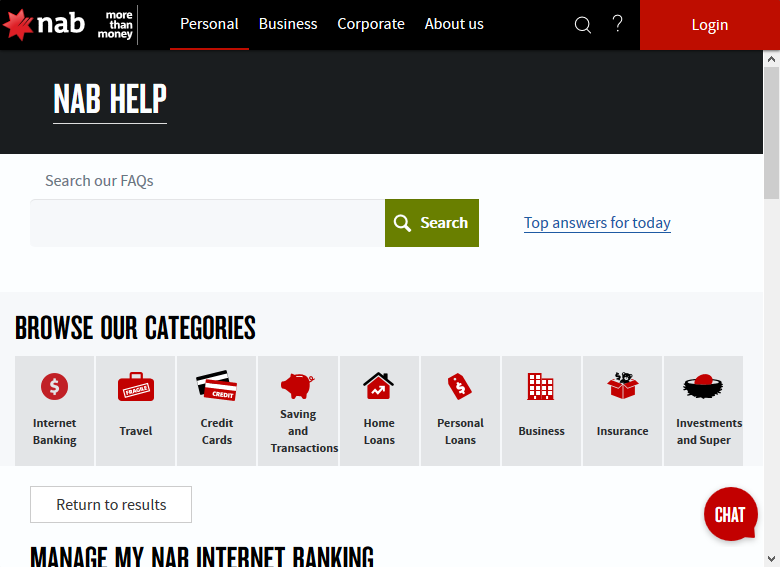 nab
more
than
money
Personal Business Corporate About us
?
Login
NAB HELP
Search our FAQs
Search
Top answers for today
BROWSE OUR CATEGORIES
$
Internet
Banking
FRAGILE
Travel
CREDIT
Credit
Cards
Saving
and
Transactions
Home
Loans
$
Personal
Loans
Business
Insurance
Investments
and Super
Return to results
CHAT
MANAGE MY NAB INTERNET BANKING